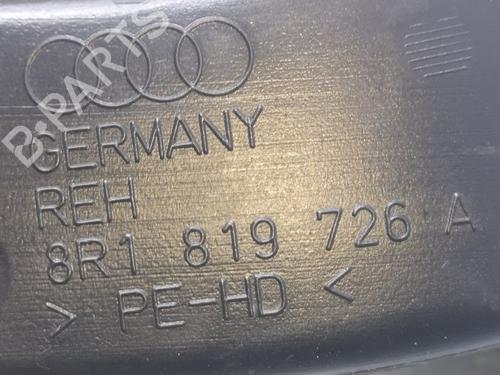 B-PARTS
GERMANY
REH
8R1 819 726 A
> PE-HD <